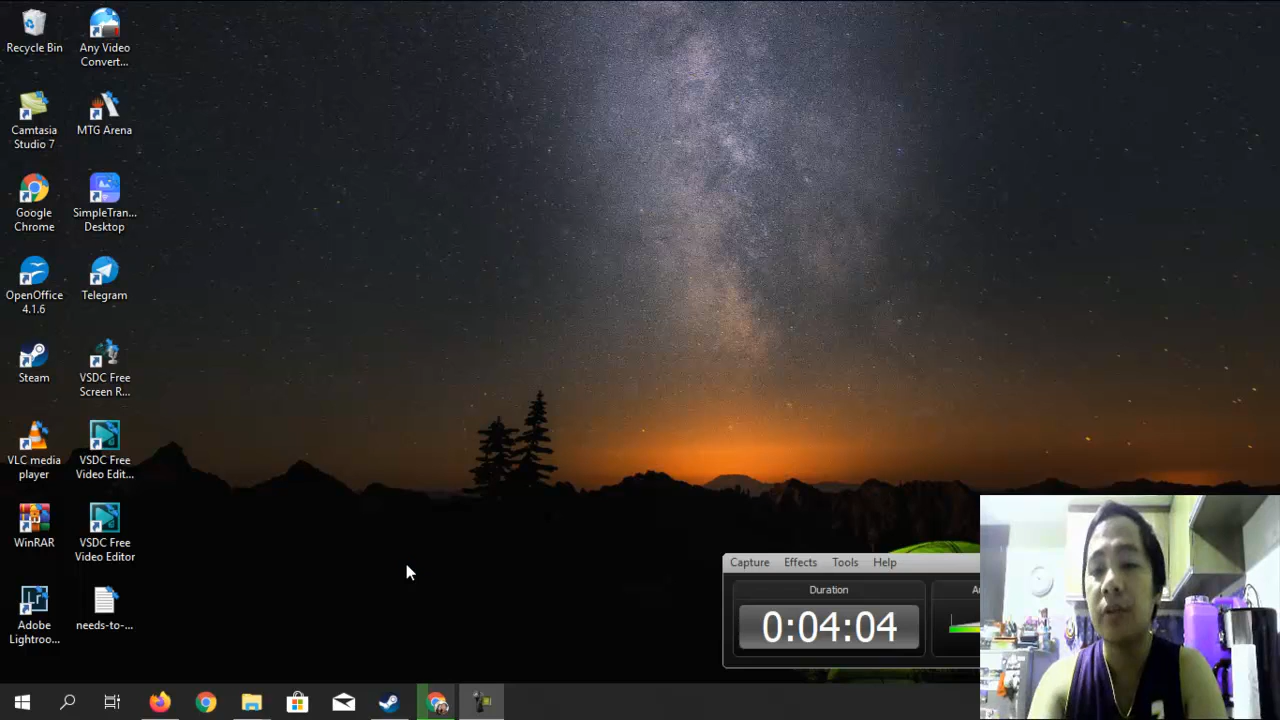 Recycle Bin
Any Video
Convert...
Camtasia
Studio 7
MTG Arena
Google
Chrome
SimpleTran...
Desktop
OpenOffice
4.1.6
Telegram
Steam
VSDC Free
Screen R...
VLC media
player
VSDC Free
Video Edit...
WinRAR
VSDC Free
Video Editor
Adobe
Lightroo...
needs-to-...
Capture Effects Tools Help
Duration
0:04:04